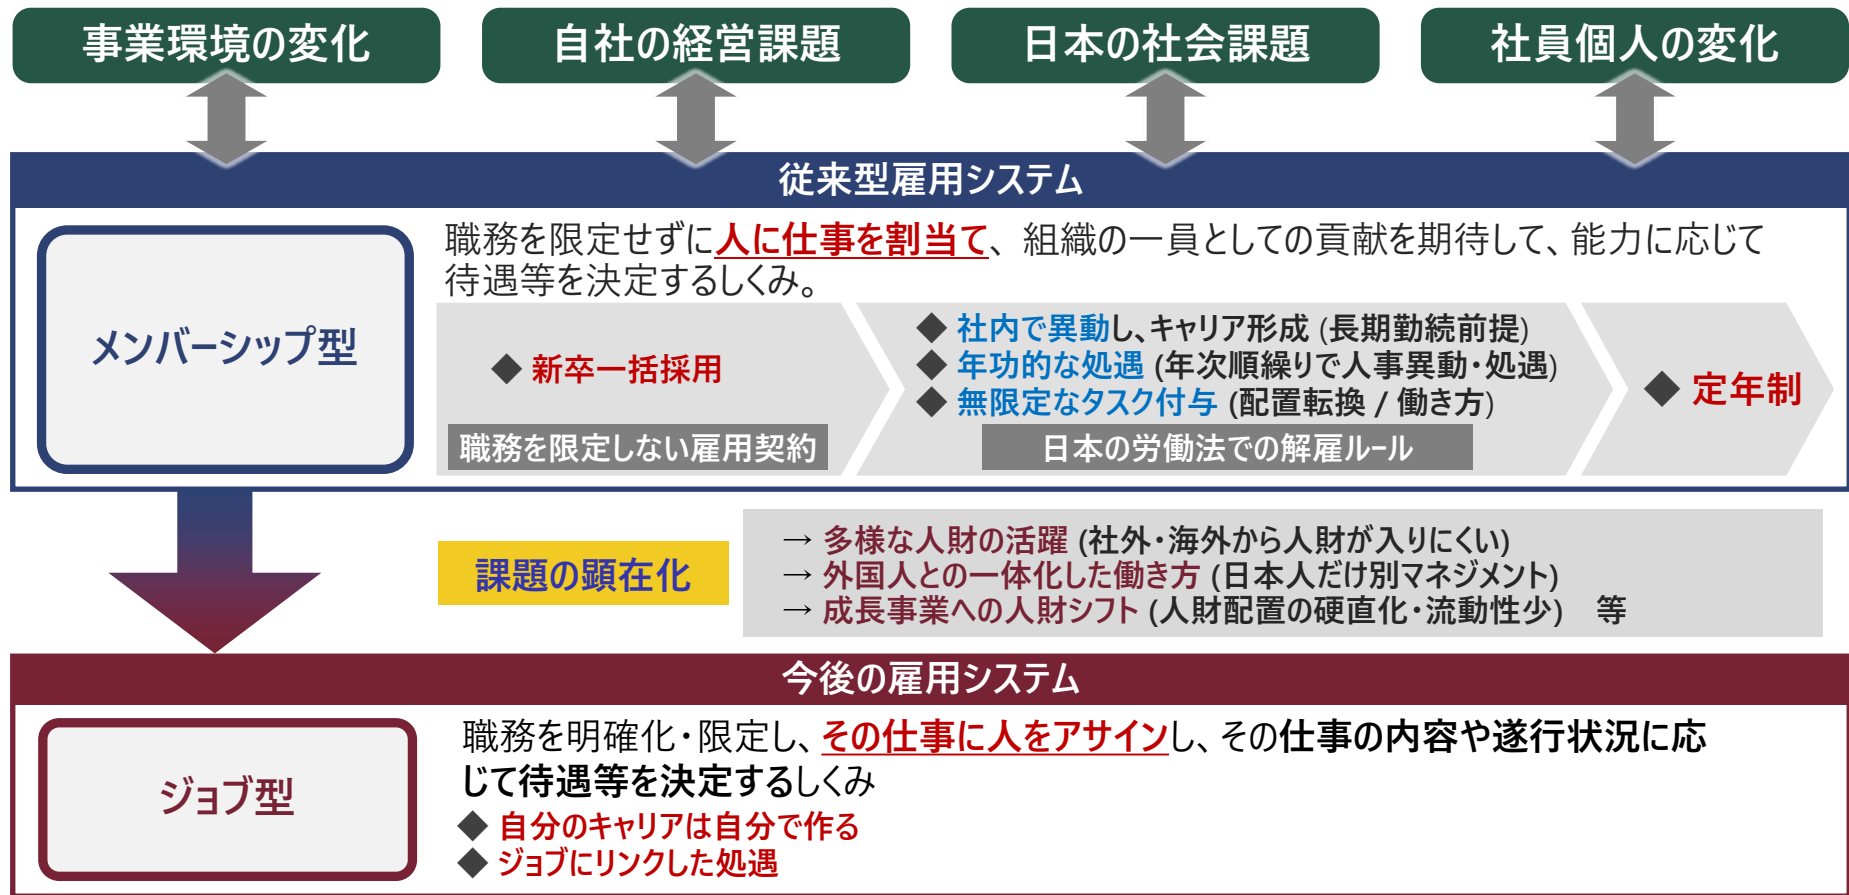 事業環境の変化
自社の経営課題
日本の社会課題
社員個人の変化
従来型雇用システム
メンバーシップ型
職務を限定せずに人に仕事を割当て、組織の一員としての貢献を期待して、能力に応じて
待遇等を決定するしくみ。
◆ 新卒一括採用
職務を限定しない雇用契約
◆ 社内で異動し、キャリア形成 (長期勤続前提)
◆ 年功的な処遇 (年次順繰りで人事異動・処遇)
◆ 無限定なタスク付与 (配置転換 / 働き方)
日本の労働法での解雇ルール
◆ 定年制
課題の顕在化
→ 多様な人財の活躍 (社外・海外から人財が入りにくい)
→ 外国人との一体化した働き方 (日本人だけ別マネジメント)
→ 成長事業への人財シフト (人財配置の硬直化・流動性少) 等
今後の雇用システム
ジョブ型
職務を明確化・限定し、その仕事に人をアサインし、その仕事の内容や遂行状況に応
じて待遇等を決定するしくみ
◆ 自分のキャリアは自分で作る
◆ ジョブにリンクした処遇